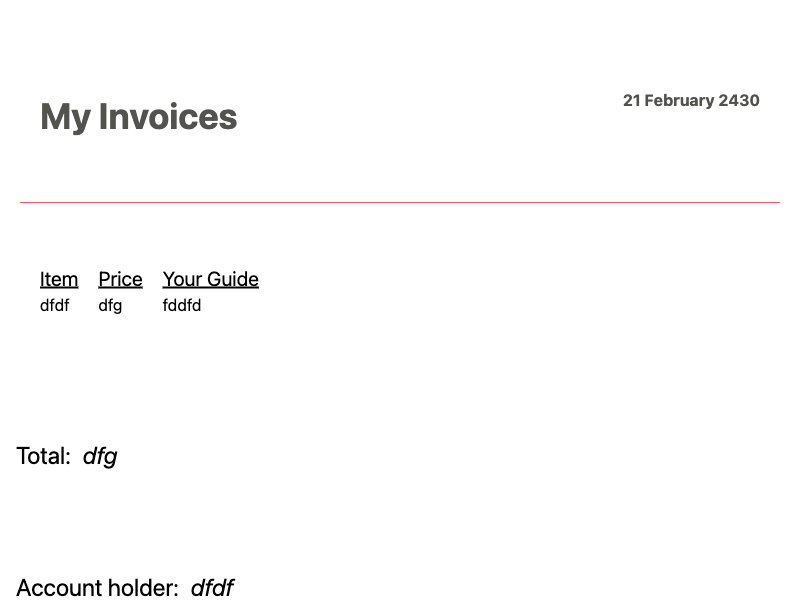 My Invoices
21 February 2430
Item Price Your Guide
dfdf dfg fddfd
Total: dfg
Account holder: dfdf